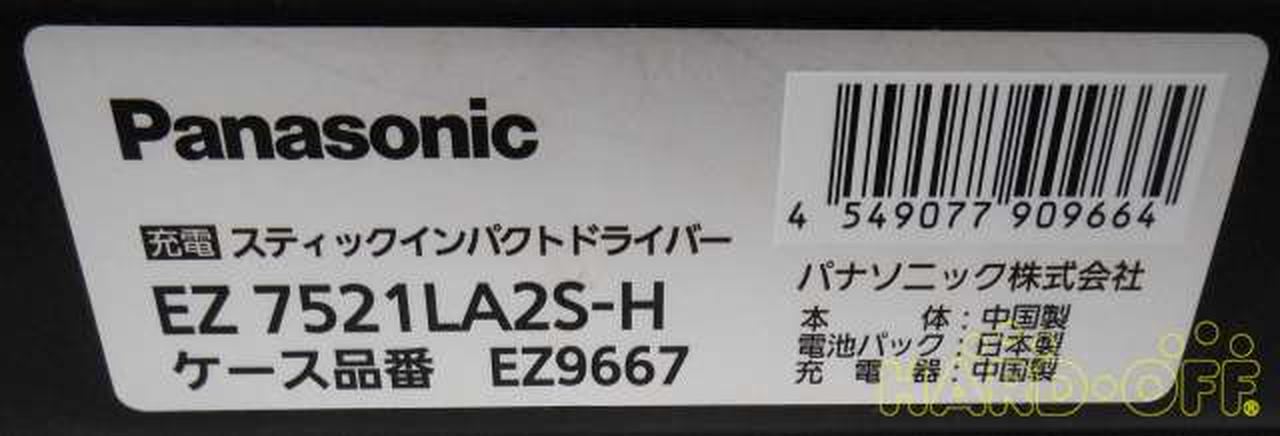 Panasonic
充電 スティックインパクトドライバー
EZ 7521LA2S-H
ケース品番 EZ9667
4 549077 909664
パナソニック株式会社
本 体：中国製
電池パック：日本製
充 電 器：中国製
HARD・OFF®